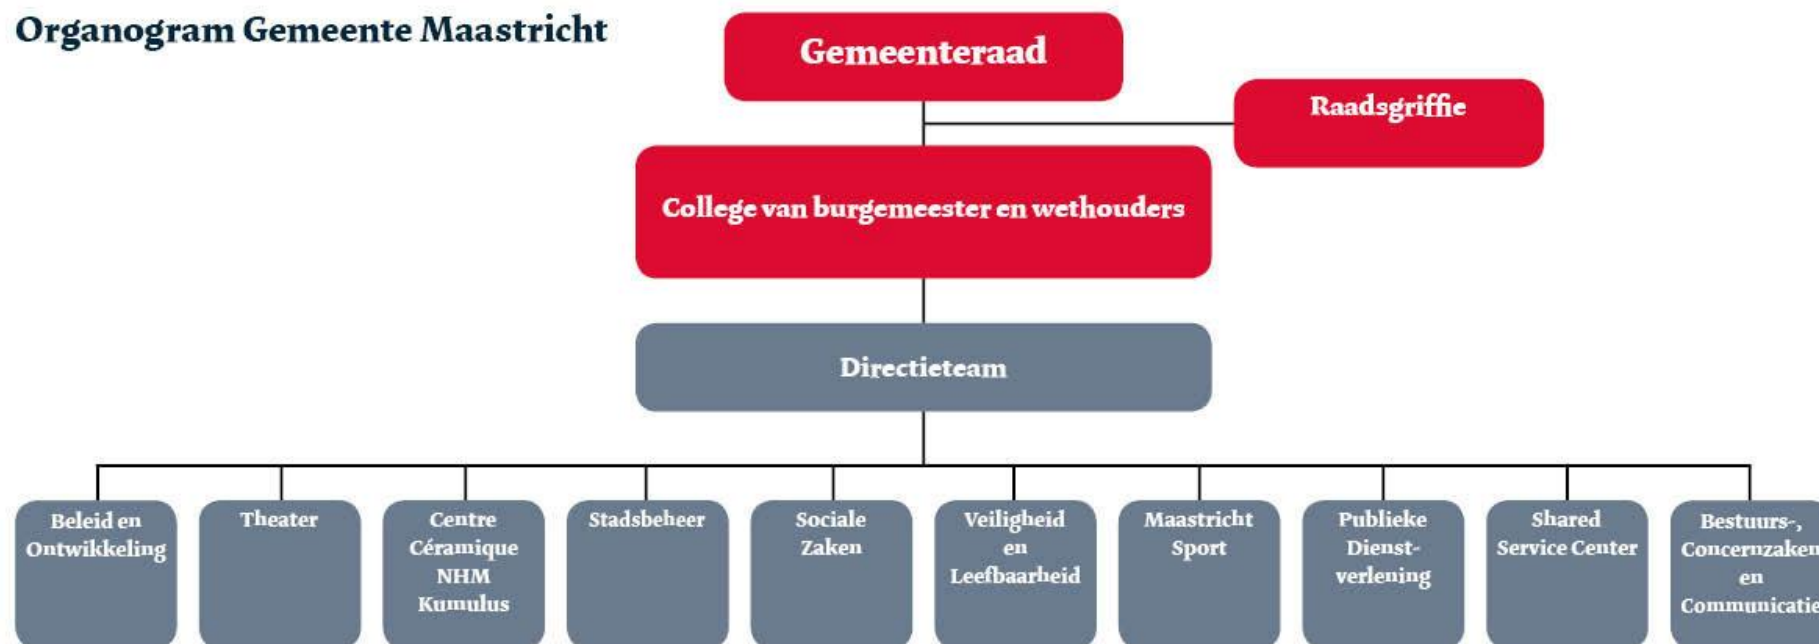 Organogram Gemeente Maastricht
Gemeenteraad
Raadsgriffie
College van burgemeester en wethouders
Directieteam
Beleid en
Ontwikkeling
Theater
Centre
Céramique
NHM
Kumulus
Stadsbeheer
Sociale
Zaken
Veiligheid
en
Leefbaarheid
Maastricht
Sport
Publieke
Dienst-
verlening
Shared
Service Center
Bestuurs-,
Concernzaken
en
Communicatie